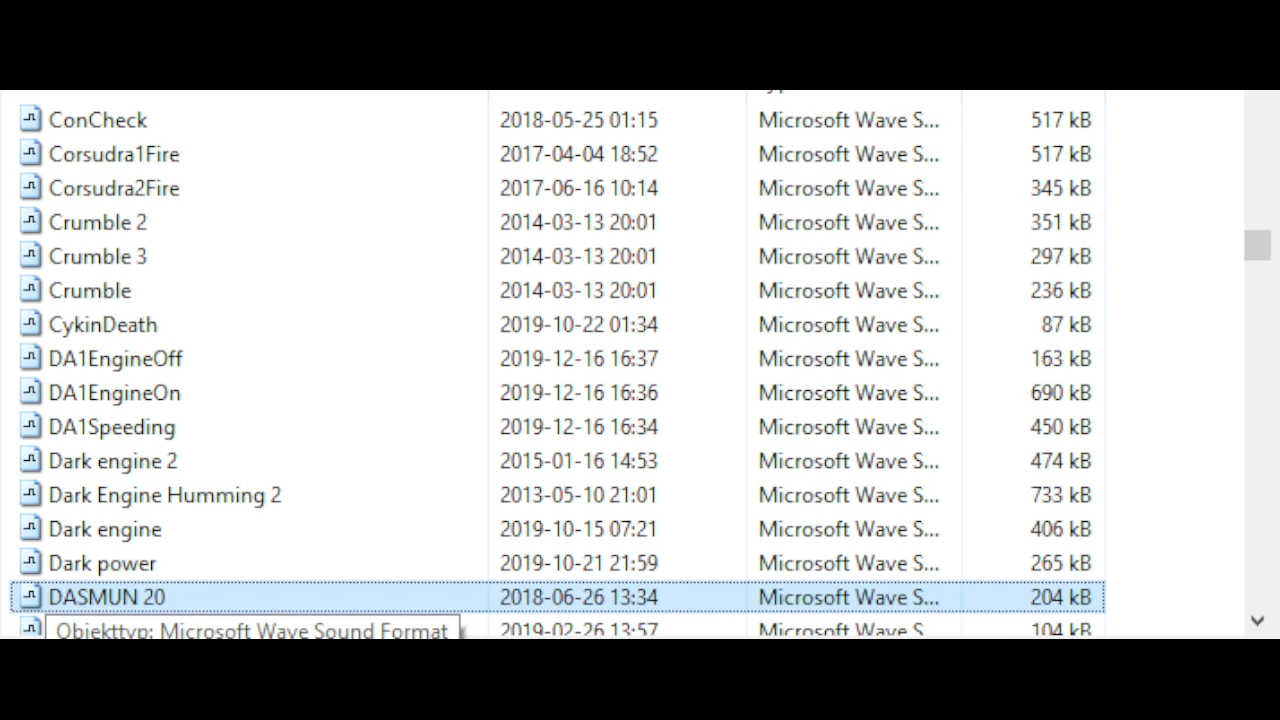 ConCheck 2018-05-25 01:15 Microsoft Wave S... 517 kB
Corsudra1Fire 2017-04-04 18:52 Microsoft Wave S... 517 kB
Corsudra2Fire 2017-06-16 10:14 Microsoft Wave S... 345 kB
Crumble 2 2014-03-13 20:01 Microsoft Wave S... 351 kB
Crumble 3 2014-03-13 20:01 Microsoft Wave S... 297 kB
Crumble 2014-03-13 20:01 Microsoft Wave S... 236 kB
CykinDeath 2019-10-22 01:34 Microsoft Wave S... 87 kB
DA1EngineOff 2019-12-16 16:37 Microsoft Wave S... 163 kB
DA1EngineOn 2019-12-16 16:36 Microsoft Wave S... 690 kB
DA1Speeding 2019-12-16 16:34 Microsoft Wave S... 450 kB
Dark engine 2 2015-01-16 14:53 Microsoft Wave S... 474 kB
Dark Engine Humming 2 2013-05-10 21:01 Microsoft Wave S... 733 kB
Dark engine 2019-10-15 07:21 Microsoft Wave S... 406 kB
Dark power 2019-10-21 21:59 Microsoft Wave S... 265 kB
DASMUN 20 2018-06-26 13:34 Microsoft Wave S... 204 kB
Objekttyp: Microsoft Wave Sound Format 2019-02-26 13:57 Microsoft Wave S 104 kB